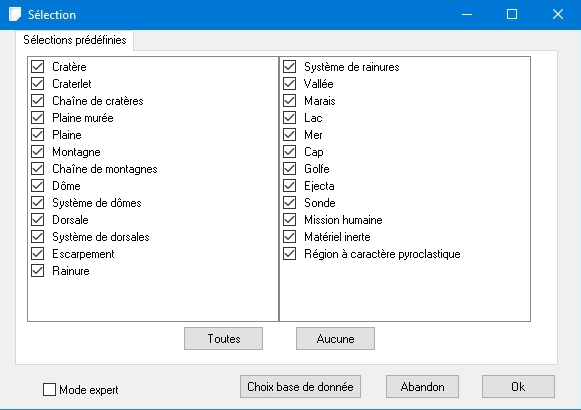 Sélection
Sélections prédéfinies
Cratère
Craterlet
Chaîne de cratères
Plaine murée
Plaine
Montagne
Chaîne de montagnes
Dôme
Système de dômes
Dorsale
Système de dorsales
Escarpement
Rainure
Système de rainures
Vallée
Marais
Lac
Mer
Cap
Golfe
Ejecta
Sonde
Mission humaine
Matériel inerte
Région à caractère pyroclastique
Toutes
Aucune
Mode expert
Choix base de donnée
Abandon
Ok